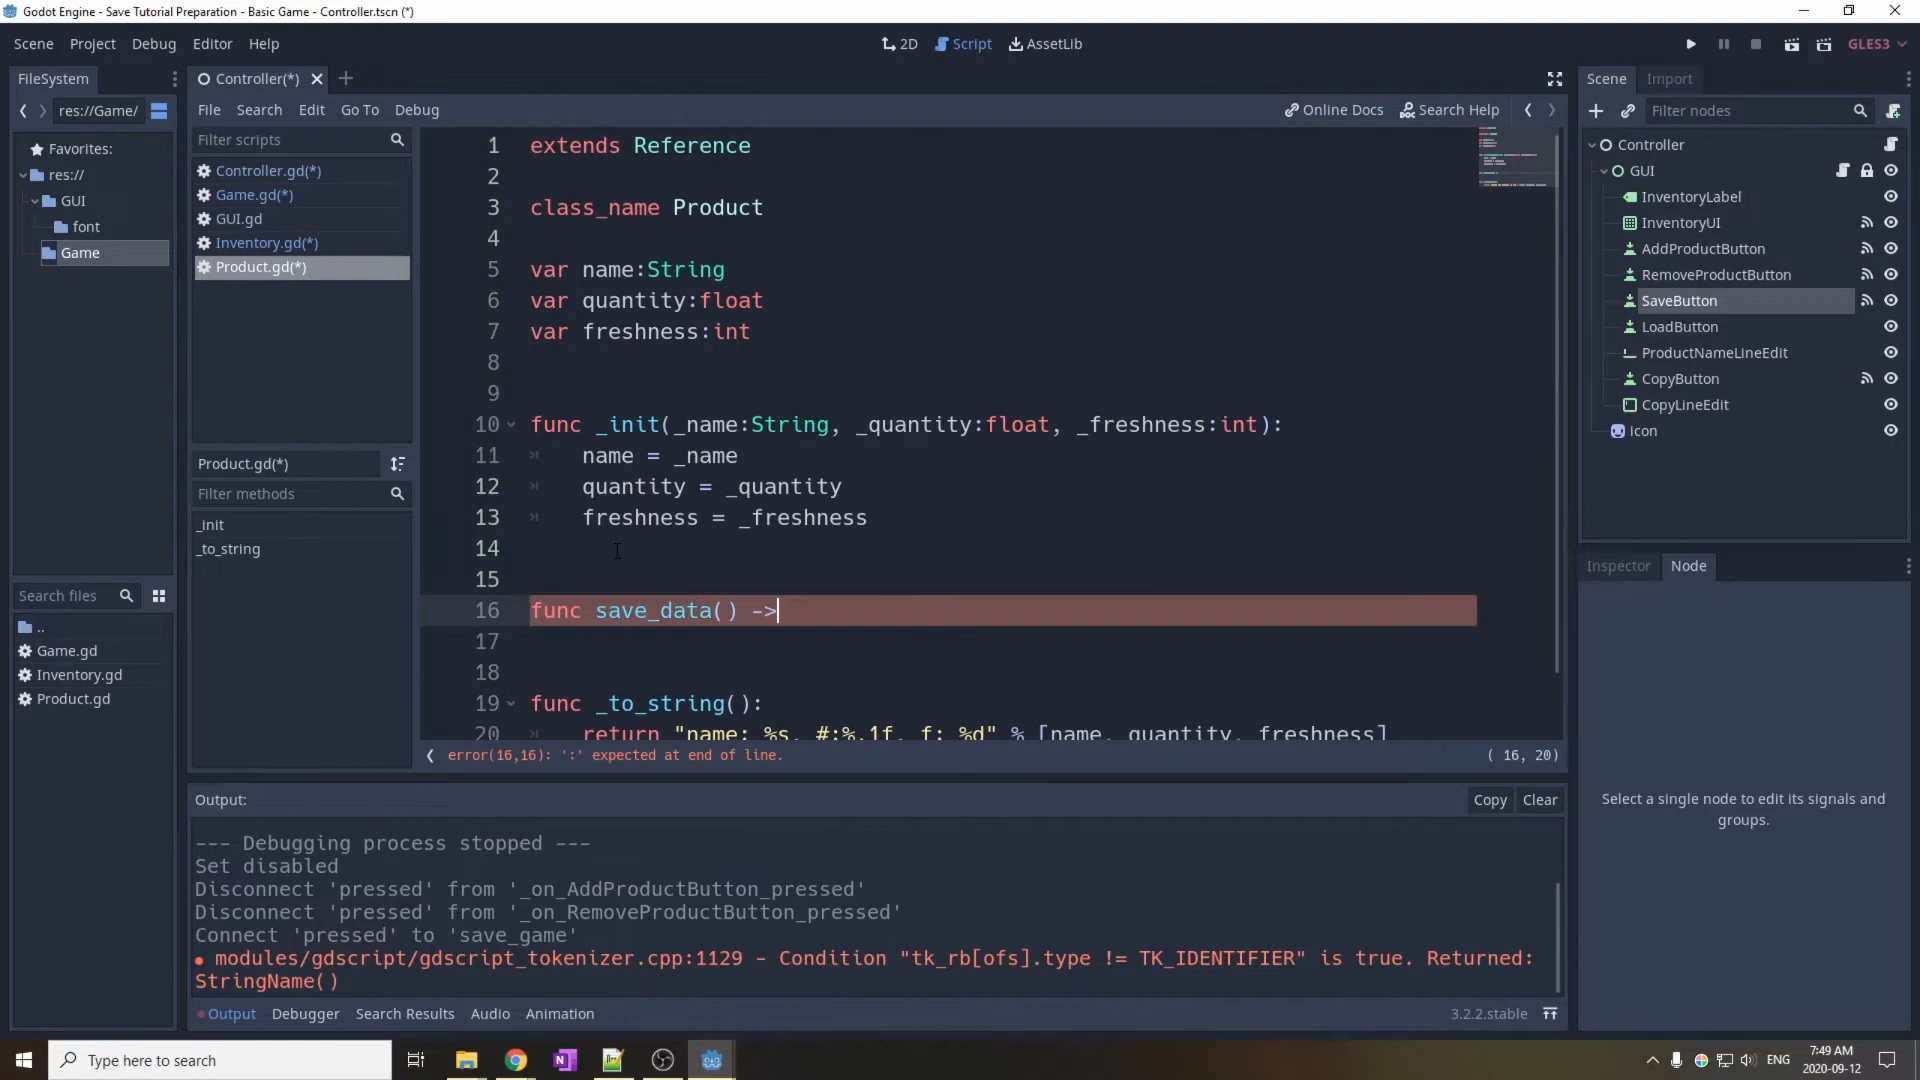 Godot Engine - Save Tutorial Preparation - Basic Game - Controller.tscn (*)
Scene Project Debug Editor Help
2D Script AssetLib
GLES3
FileSystem
res://Game/
Favorites:
res://
GUI
font
Game
Search files
..
Game.gd
Inventory.gd
Product.gd
Controller(*)
File Search Edit Go To Debug
Online Docs Search Help
Filter scripts
Controller.gd(*)
Game.gd(*)
GUI.gd
Inventory.gd(*)
Product.gd(*)
Product.gd(*)
Filter methods
_init
_to_string
1 extends Reference
2
3 class_name Product
4
5 var name:String
6 var quantity:float
7 var freshness:int
8
9
10 func _init(_name:String, _quantity:float, _freshness:int):
11 name = _name
12 quantity = _quantity
13 freshness = _freshness
14
15
16 func save_data() ->
17
18
19 func _to_string():
20 return "name: %s, #:%.1f, f: %d" % [name, quantity, freshness]
error(16,16): ':' expected at end of line.
( 16, 20)
Output:
Copy Clear
--- Debugging process stopped ---
Set disabled
Disconnect 'pressed' from '_on_AddProductButton_pressed'
Disconnect 'pressed' from '_on_RemoveProductButton_pressed'
Connect 'pressed' to 'save_game'
modules/gdscript/gdscript_tokenizer.cpp:1129 - Condition "tk_rb[ofs].type != TK_IDENTIFIER" is true. Returned:
StringName()
Output Debugger Search Results Audio Animation
3.2.2.stable
Scene Import
Filter nodes
Controller
GUI
InventoryLabel
InventoryUI
AddProductButton
RemoveProductButton
SaveButton
LoadButton
ProductNameLineEdit
CopyButton
CopyLineEdit
icon
Inspector Node
Select a single node to edit its signals and
groups.
Type here to search
ENG
7:49 AM
2020-09-12